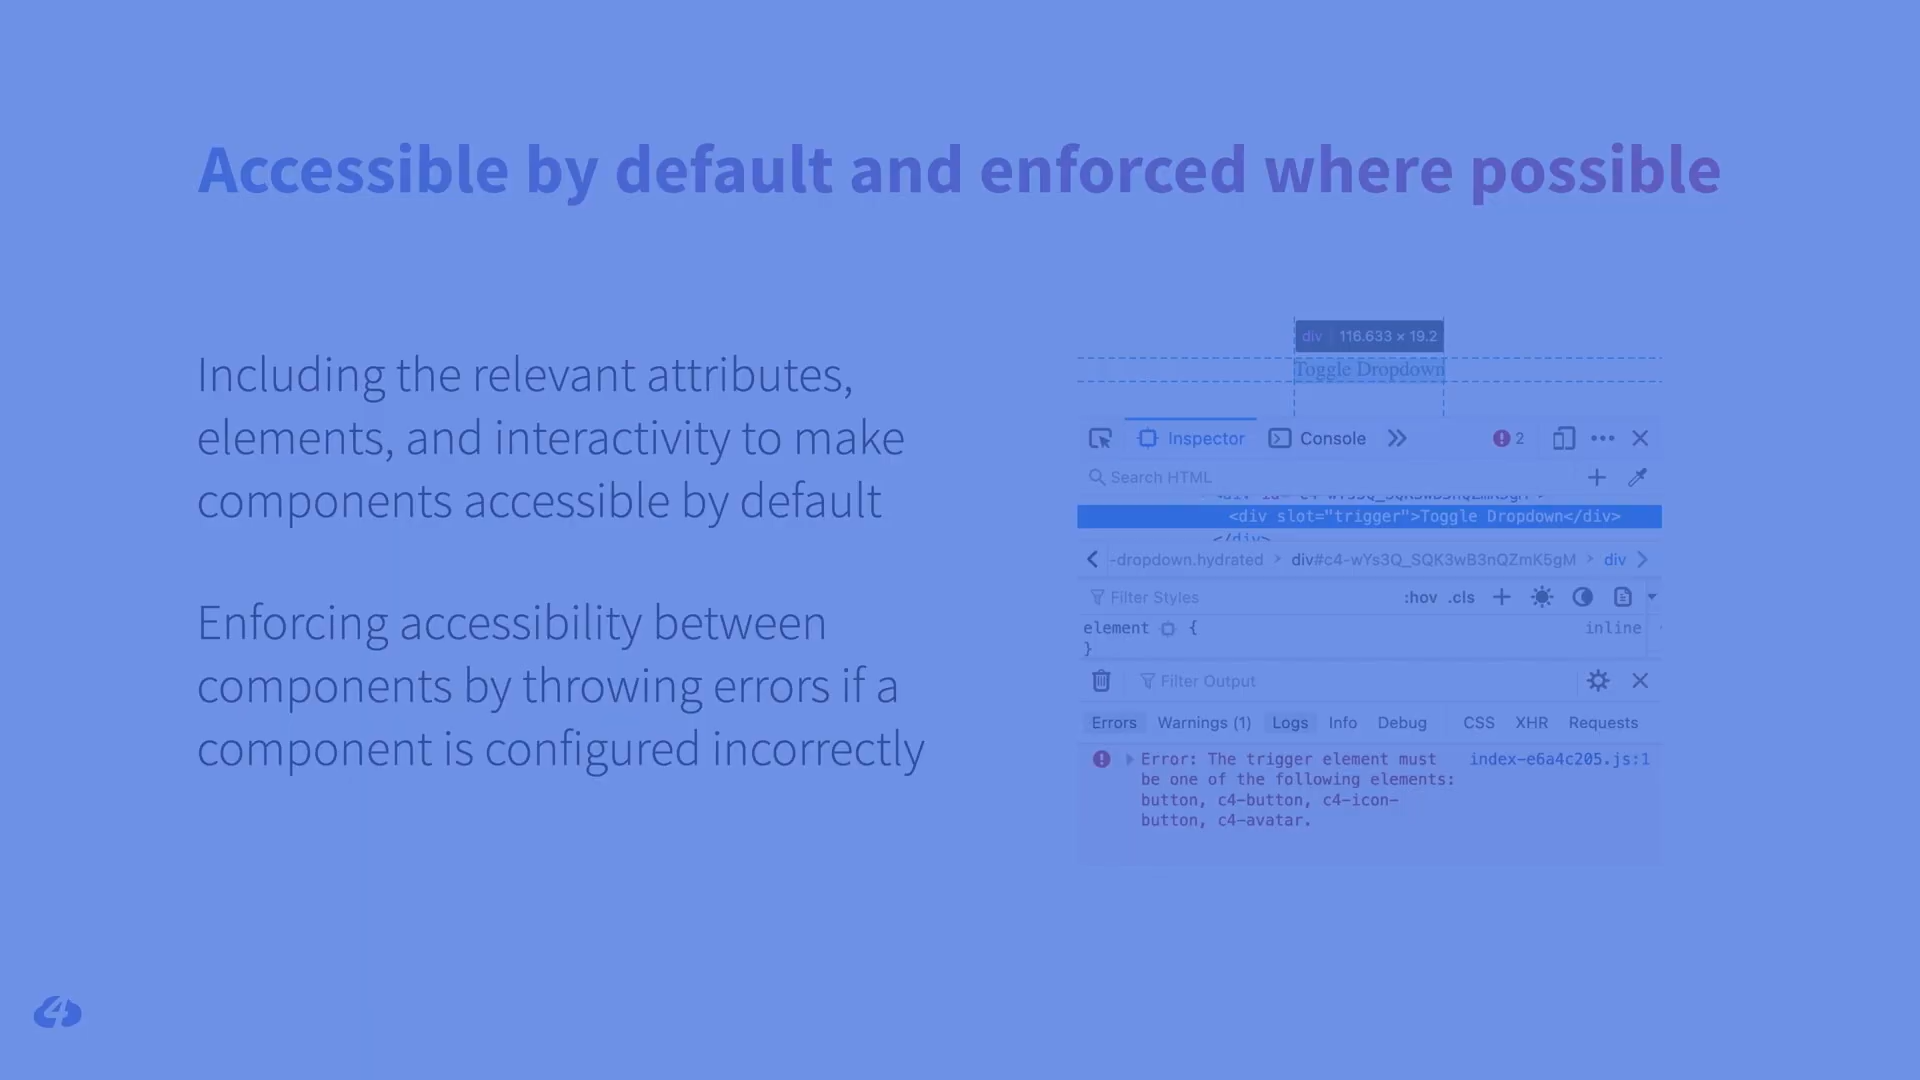 Accessible by default and enforced where possible
Including the relevant attributes,
elements, and interactivity to make
components accessible by default
Enforcing accessibility between
components by throwing errors if a
component is configured incorrectly
div 116.633 × 19.2
Toggle Dropdown
Inspector Console 2
Search HTML
<div slot="trigger">Toggle Dropdown</div>
</div>
-dropdown.hydrated > div#c4-wYs3Q_SQK3wB3nQZmK5gM > div
Filter Styles :hov .cls
element { inline
}
Filter Output
Errors Warnings (1) Logs Info Debug CSS XHR Requests
Error: The trigger element must index-e6a4c205.js:1
be one of the following elements:
button, c4-button, c4-icon-
button, c4-avatar.
4